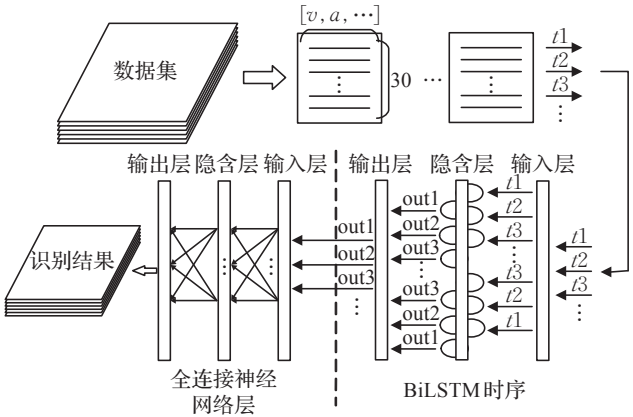 [v, a, ⋯]
数据集
30
⋯
t1
t2
t3
⋮
输出层 隐含层 输入层
输出层 隐含层 输入层
out1
out2
out3
⋮
out3
out2
out1
t1
t2
t3
⋮
t3
t2
t1
t1
t2
t3
⋮
out1
out2
out3
⋮
识别结果
全连接神经
网络层
BiLSTM时序